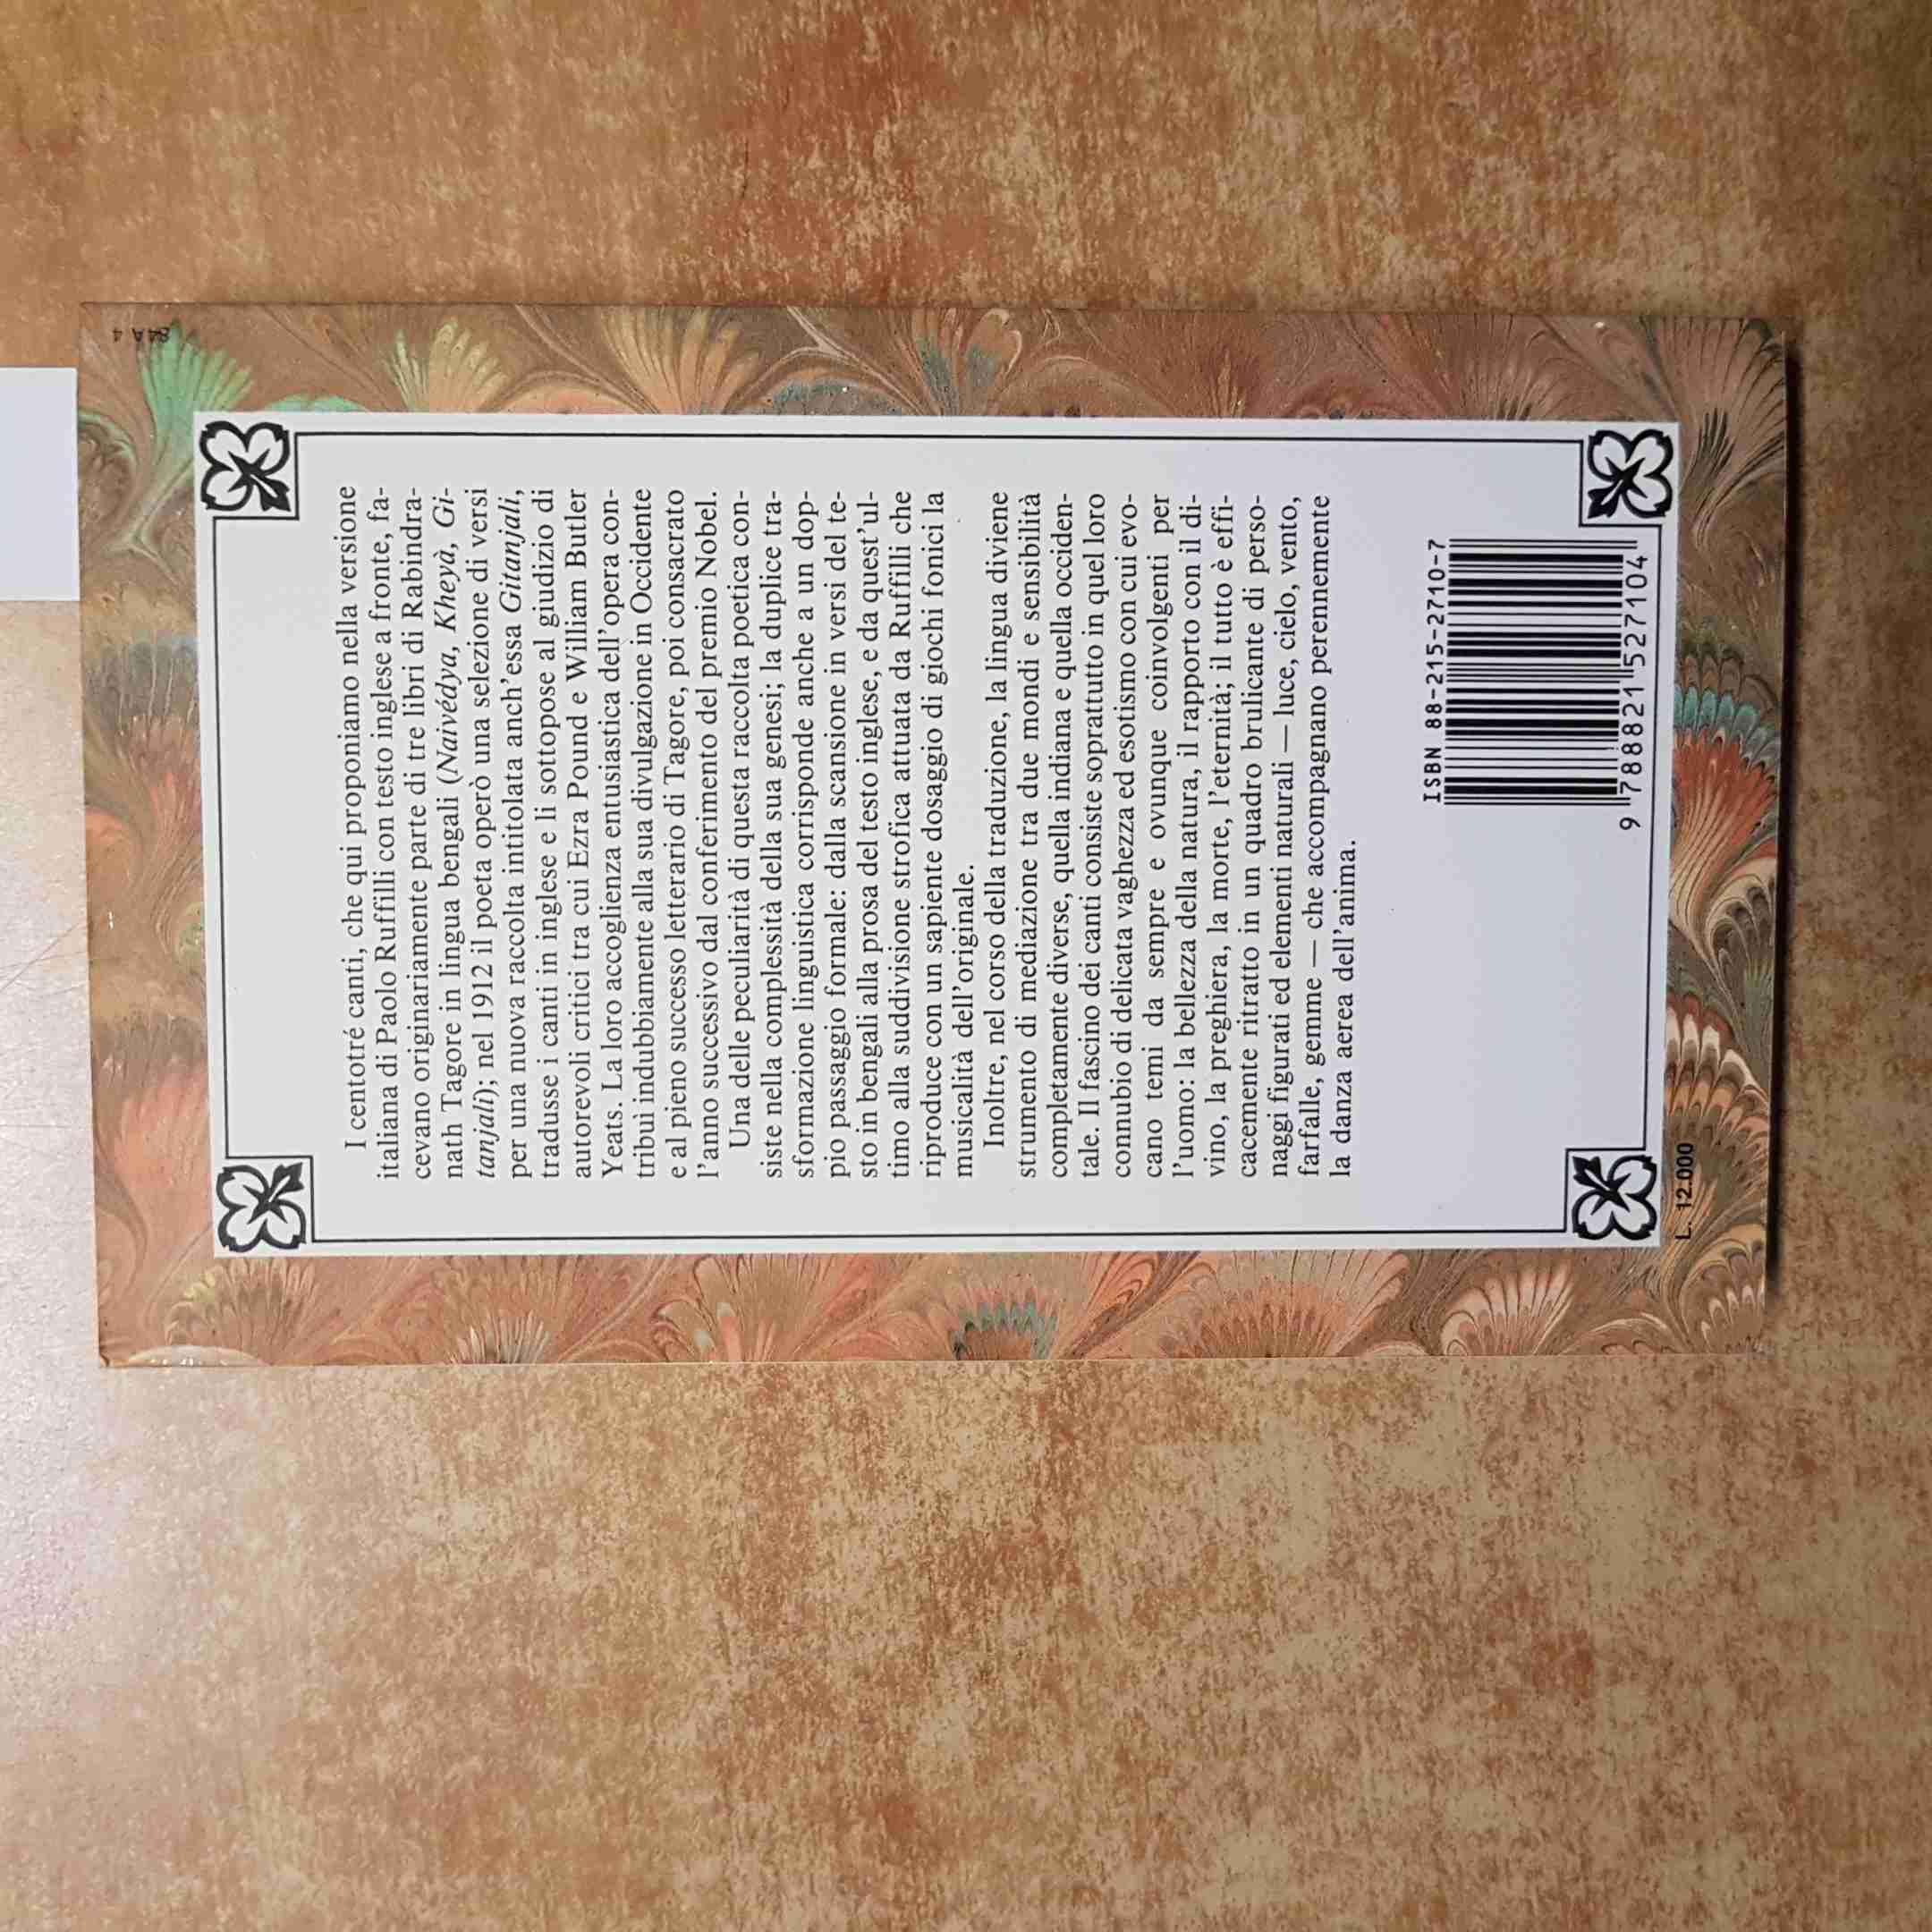 84A 4
I centotré canti, che qui proponiamo nella versione
italiana di Paolo Ruffilli con testo inglese a fronte, fa-
cevano originariamente parte di tre libri di Rabindra-
nath Tagore in lingua bengali (Naivédya, Kheyà, Gi-
tanjali); nel 1912 il poeta operò una selezione di versi
per una nuova raccolta intitolata anch'essa Gitanjali,
tradusse i canti in inglese e li sottopose al giudizio di
autorevoli critici tra cui Ezra Pound e William Butler
Yeats. La loro accoglienza entusiastica dell'opera con-
tribuì indubbiamente alla sua divulgazione in Occidente
e al pieno successo letterario di Tagore, poi consacrato
l'anno successivo dal conferimento del premio Nobel.
Una delle peculiarità di questa raccolta poetica con-
siste nella complessità della sua genesi; la duplice tra-
sformazione linguistica corrisponde anche a un dop-
pio passaggio formale: dalla scansione in versi del te-
sto in bengali alla prosa del testo inglese, e da quest'ul-
timo alla suddivisione strofica attuata da Ruffilli che
riproduce con un sapiente dosaggio di giochi fonici la
musicalità dell'originale.
Inoltre, nel corso della traduzione, la lingua diviene
strumento di mediazione tra due mondi e sensibilità
completamente diverse, quella indiana e quella occiden-
tale. Il fascino dei canti consiste soprattutto in quel loro
connubio di delicata vaghezza ed esotismo con cui evo-
cano temi da sempre e ovunque coinvolgenti per
l'uomo: la bellezza della natura, il rapporto con il di-
vino, la preghiera, la morte, l'eternità; il tutto è effi-
cacemente ritratto in un quadro brulicante di perso-
naggi figurati ed elementi naturali — luce, cielo, vento,
farfalle, gemme — che accompagnano perennemente
la danza aerea dell'anima.
ISBN 88-215-2710-7
9 788821 527104
L. 12.000